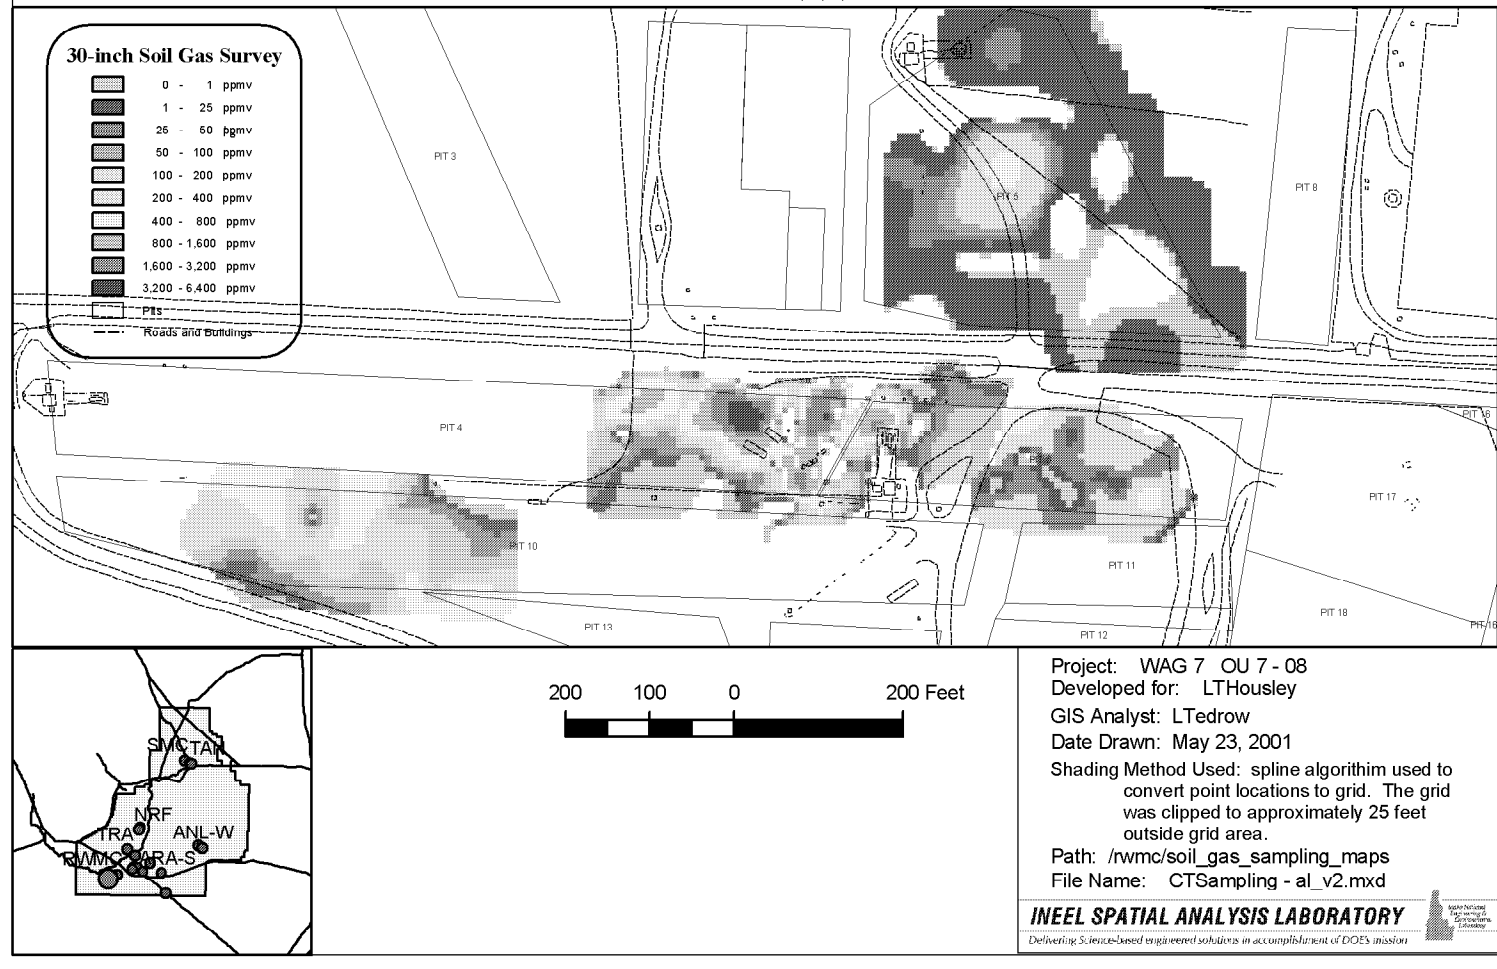 30-inch Soil Gas Survey
0 - 1 ppmv
1 - 25 ppmv
25 - 50 ppmv
50 - 100 ppmv
100 - 200 ppmv
200 - 400 ppmv
400 - 800 ppmv
800 - 1,600 ppmv
1,600 - 3,200 ppmv
3,200 - 6,400 ppmv
Pits
Roads and Buildings
PIT 3
PIT 5
PIT 8
PIT 4
PIT 16
PIT 17
PIT 10
PIT 11
PIT 13
PIT 12
PIT 18
PIT 16
SMC TAN
NRF
TRA
ANL-W
RWMC
ARA-S
200 100 0 200 Feet
Project: WAG 7 OU 7 - 08
Developed for: LTHousley
GIS Analyst: LTedrow
Date Drawn: May 23, 2001
Shading Method Used: spline algorithim used to
convert point locations to grid. The grid
was clipped to approximately 25 feet
outside grid area.
Path: /rwmc/soil_gas_sampling_maps
File Name: CTSampling - al_v2.mxd
INEEL SPATIAL ANALYSIS LABORATORY
Delivering Science-based engineered solutions in accomplishment of DOE's mission
Idaho National
Engineering &
Environmental
Laboratory